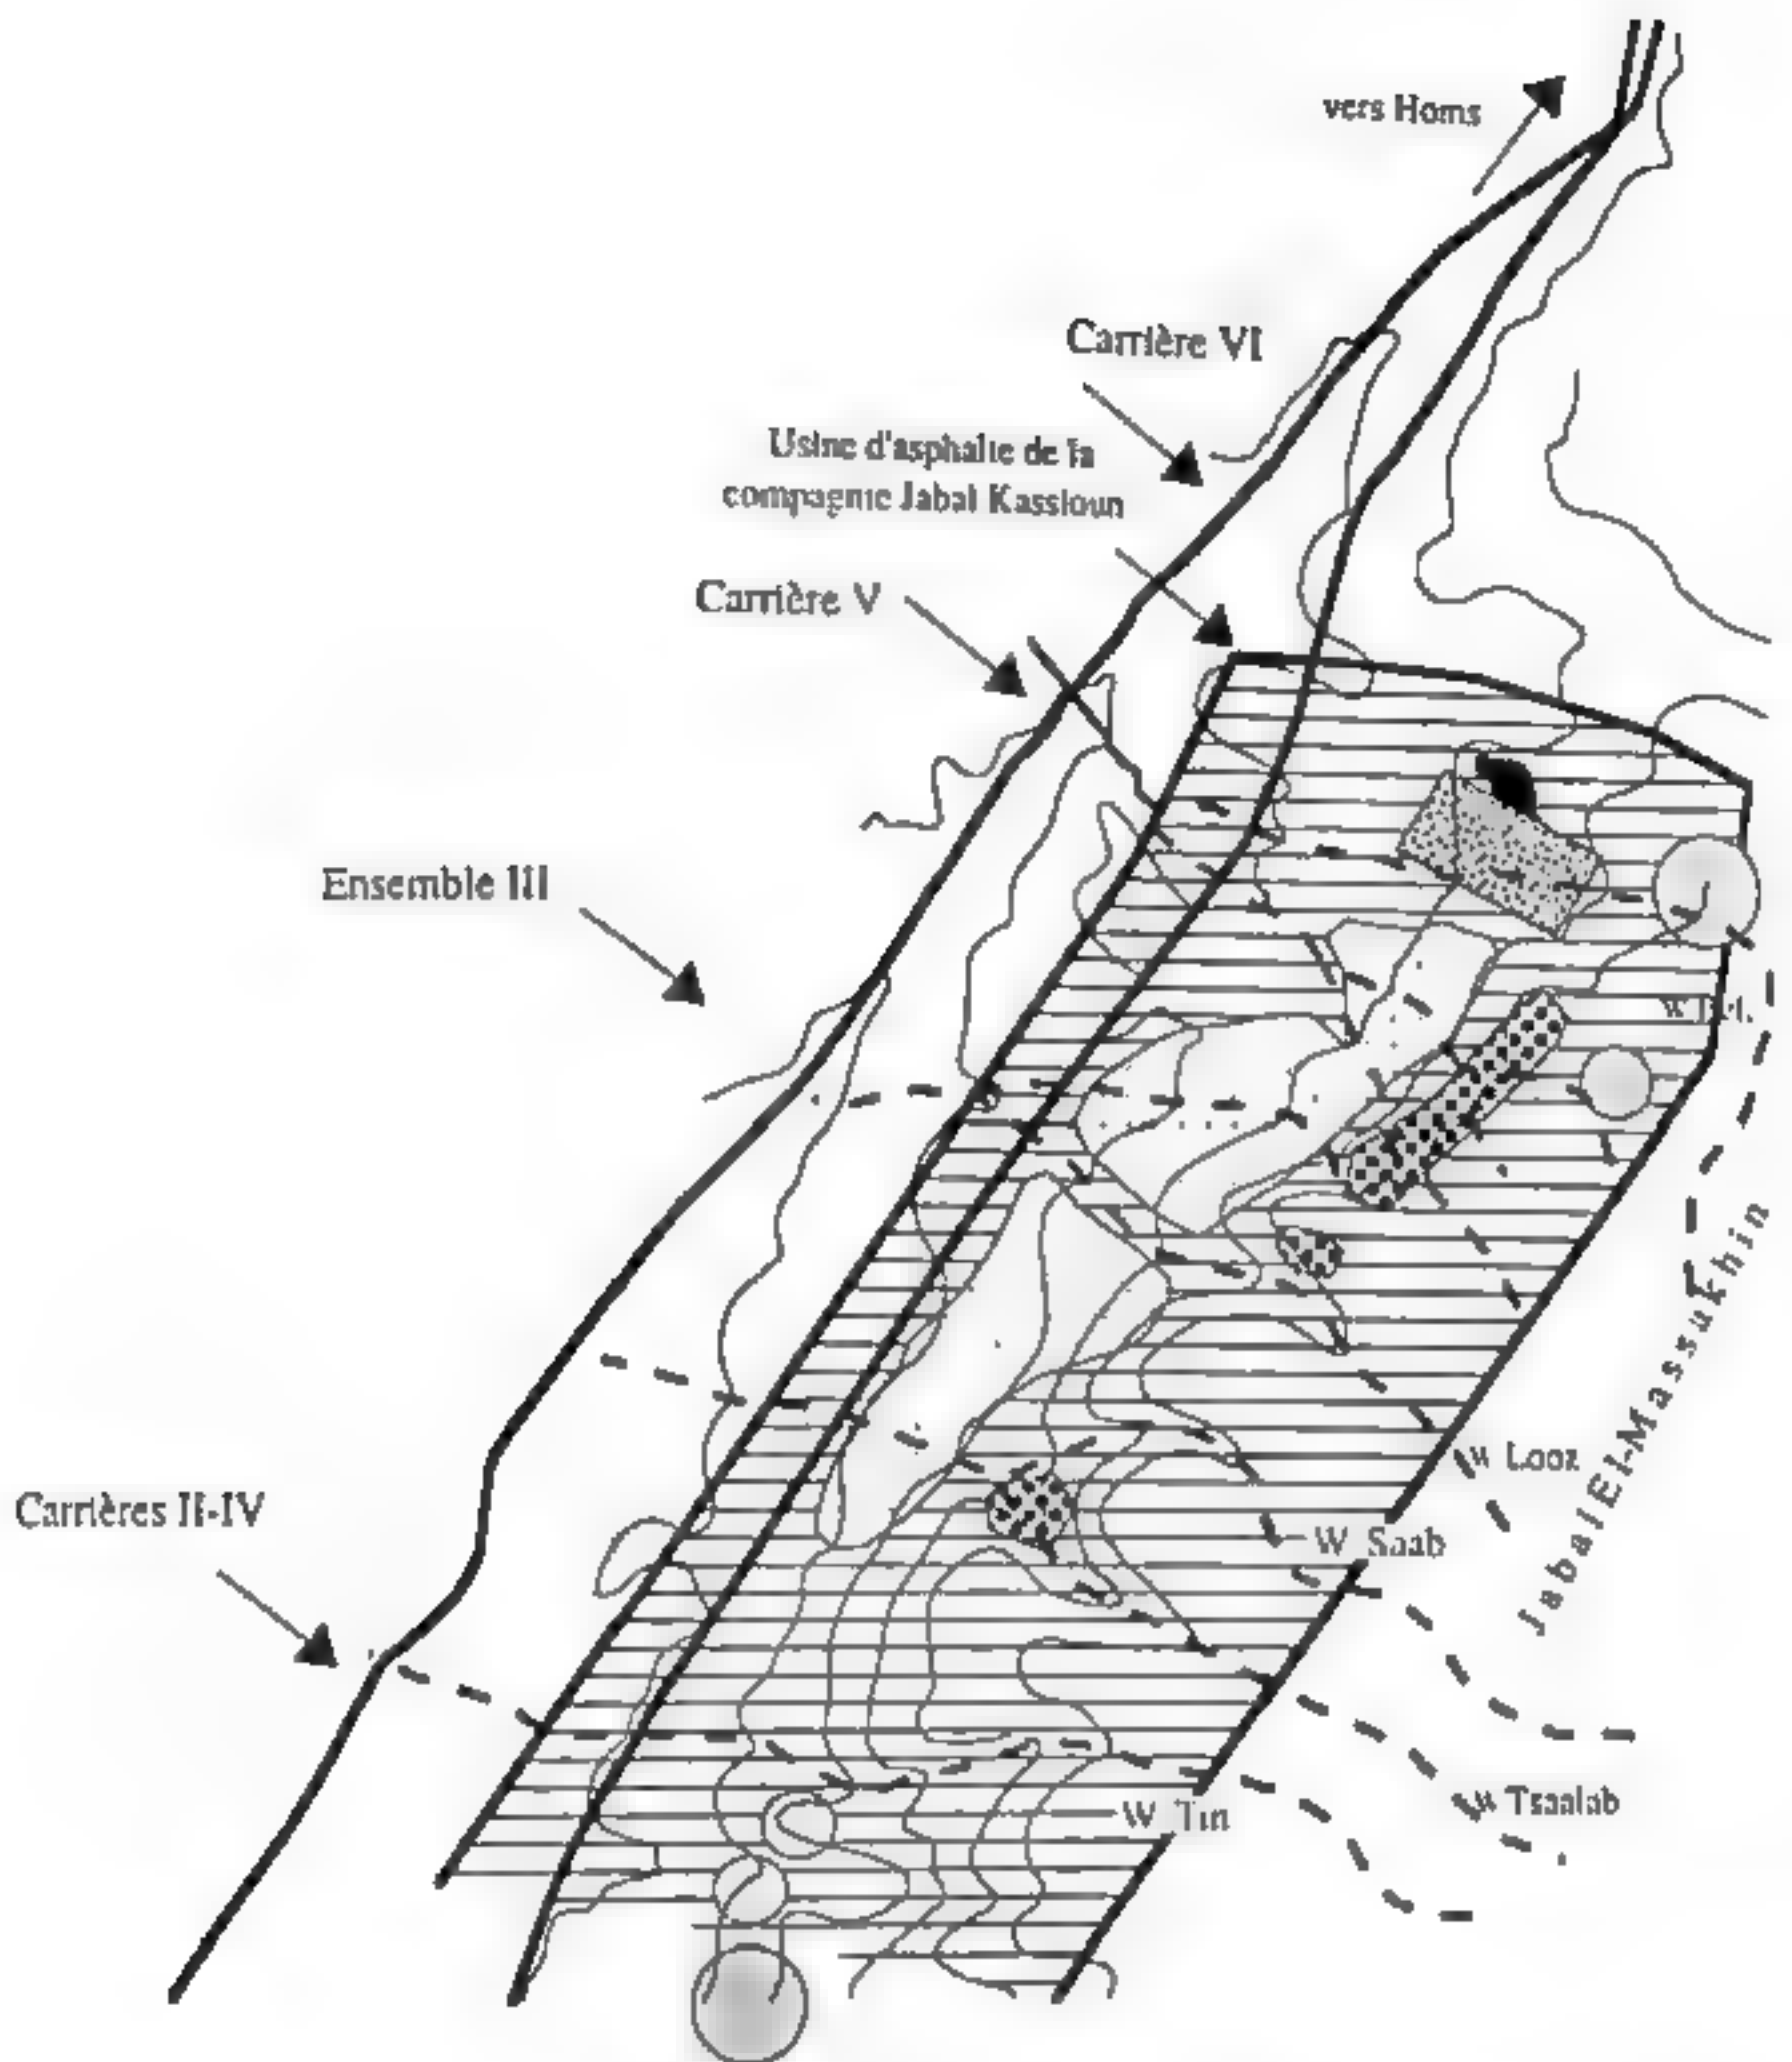 vers Homs
Carrière VI
Usine d'asphalte de la
compagnie Jabal Kassioun
Carrière V
Ensemble III
Jabal El-Massukhin
W Looz
Carrières II-IV
W Saab
W Tsaalab
W Tin